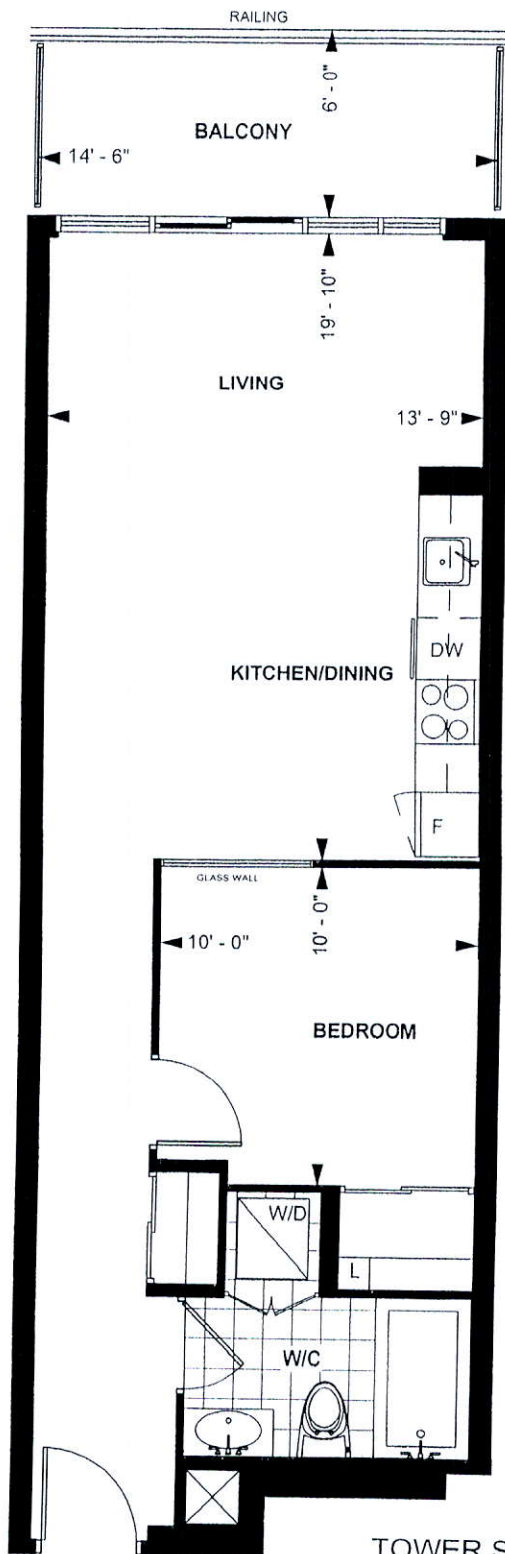 RAILING
6' - 0"
BALCONY
14' - 6"
19' - 10"
LIVING
13' - 9"
DW
KITCHEN/DINING
F
GLASS WALL
10' - 0"
10' - 0"
BEDROOM
W/D
L
W/C